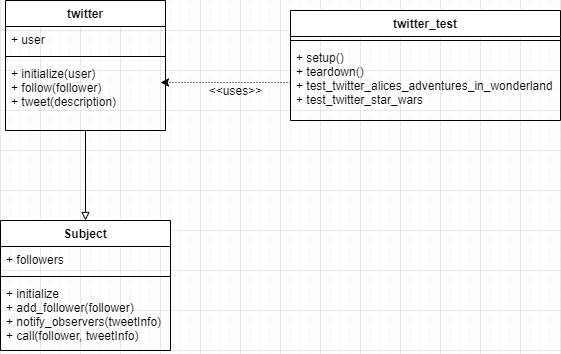 twitter
+ user
+ initialize(user)
+ follow(follower)
+ tweet(description)
<<uses>>
twitter_test
+ setup()
+ teardown()
+ test_twitter_alices_adventures_in_wonderland
+ test_twitter_star_wars
Subject
+ followers
+ initialize
+ add_follower(follower)
+ notify_observers(tweetInfo)
+ call(follower, tweetInfo)